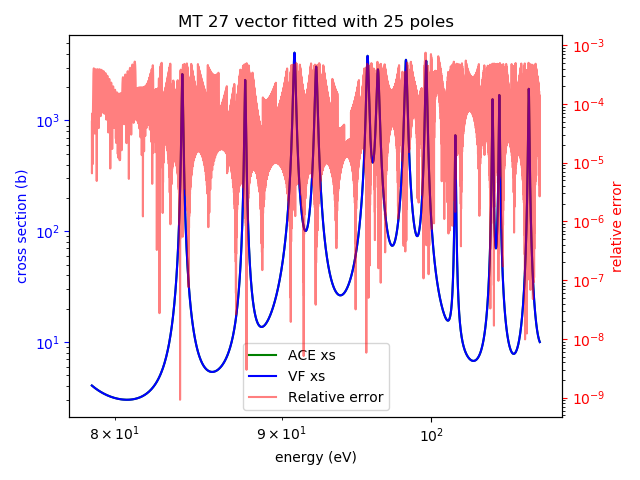 MT 27 vector fitted with 25 poles
cross section (b)
10³
10²
10¹
10⁻³
10⁻⁴
10⁻⁵
10⁻⁶
10⁻⁷
10⁻⁸
10⁻⁹
relative error
ACE xs
VF xs
Relative error
8 × 10¹
9 × 10¹
10²
energy (eV)